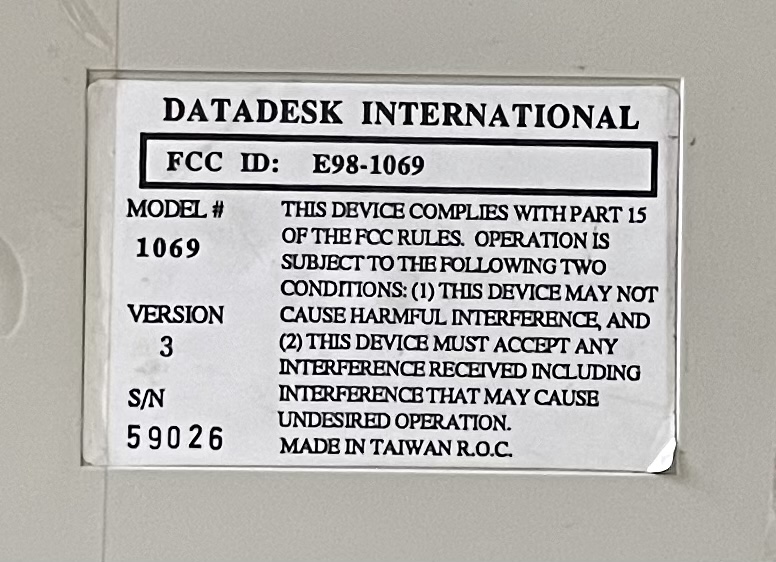 DATADESK INTERNATIONAL
FCC ID: E98-1069
MODEL #
1069
VERSION
3
S/N
59026
THIS DEVICE COMPLIES WITH PART 15
OF THE FCC RULES. OPERATION IS
SUBJECT TO THE FOLLOWING TWO
CONDITIONS: (1) THIS DEVICE MAY NOT
CAUSE HARMFUL INTERFERENCE, AND
(2) THIS DEVICE MUST ACCEPT ANY
INTERFERENCE RECEIVED INCLUDING
INTERFERENCE THAT MAY CAUSE
UNDESIRED OPERATION.
MADE IN TAIWAN R.O.C.